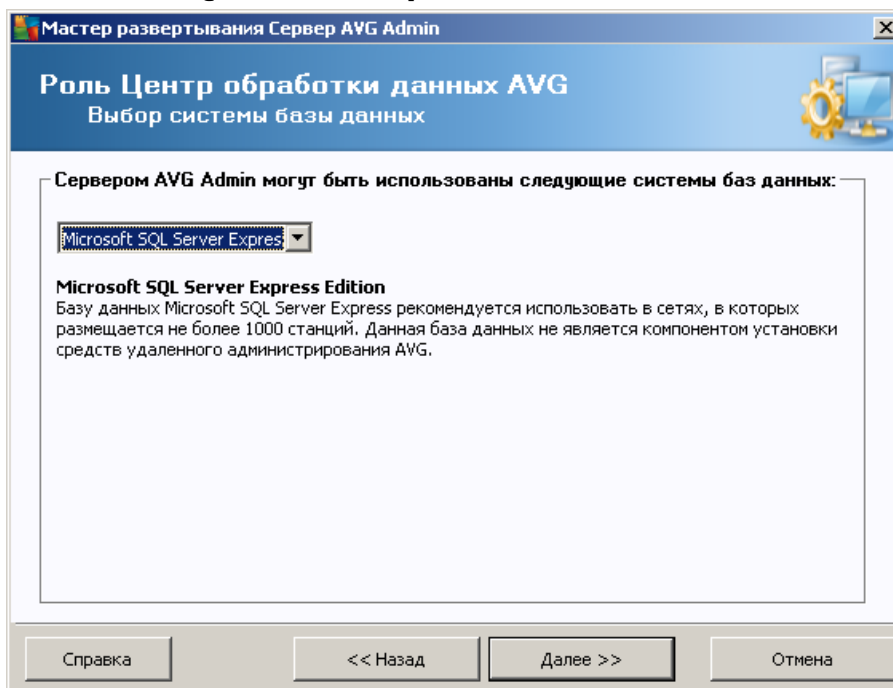 Мастер развертывания Сервер AVG Admin
Роль Центр обработки данных AVG
Выбор системы базы данных
Сервером AVG Admin могут быть использованы следующие системы баз данных:
Microsoft SQL Server Expres
Microsoft SQL Server Express Edition
Базу данных Microsoft SQL Server Express рекомендуется использовать в сетях, в которых
размещается не более 1000 станций. Данная база данных не является компонентом установки
средств удаленного администрирования AVG.
Справка
<< Назад
Далее >>
Отмена